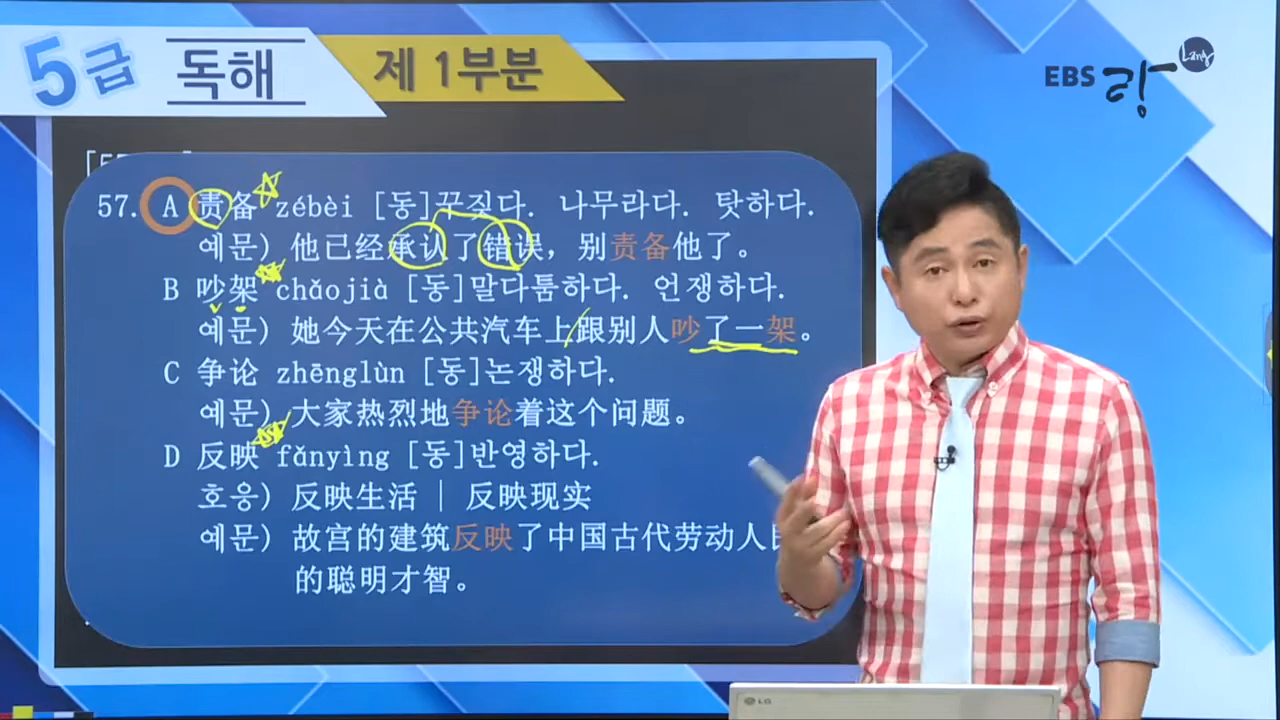 5급 독해 제 1부분
EBS 랑 Lang
57. A 责备 zébèi [동]꾸짖다. 나무라다. 탓하다.
예문) 他已经承认了错误, 别责备他了。
B 吵架 chǎojià [동]말다툼하다. 언쟁하다.
예문) 她今天在公共汽车上跟别人吵了一架。
C 争论 zhēnglùn [동]논쟁하다.
예문) 大家热烈地争论着这个问题。
D 反映 fǎnyìng [동]반영하다.
호응) 反映生活 | 反映现实
예문) 故宫的建筑反映了中国古代劳动人
的聪明才智。
LG